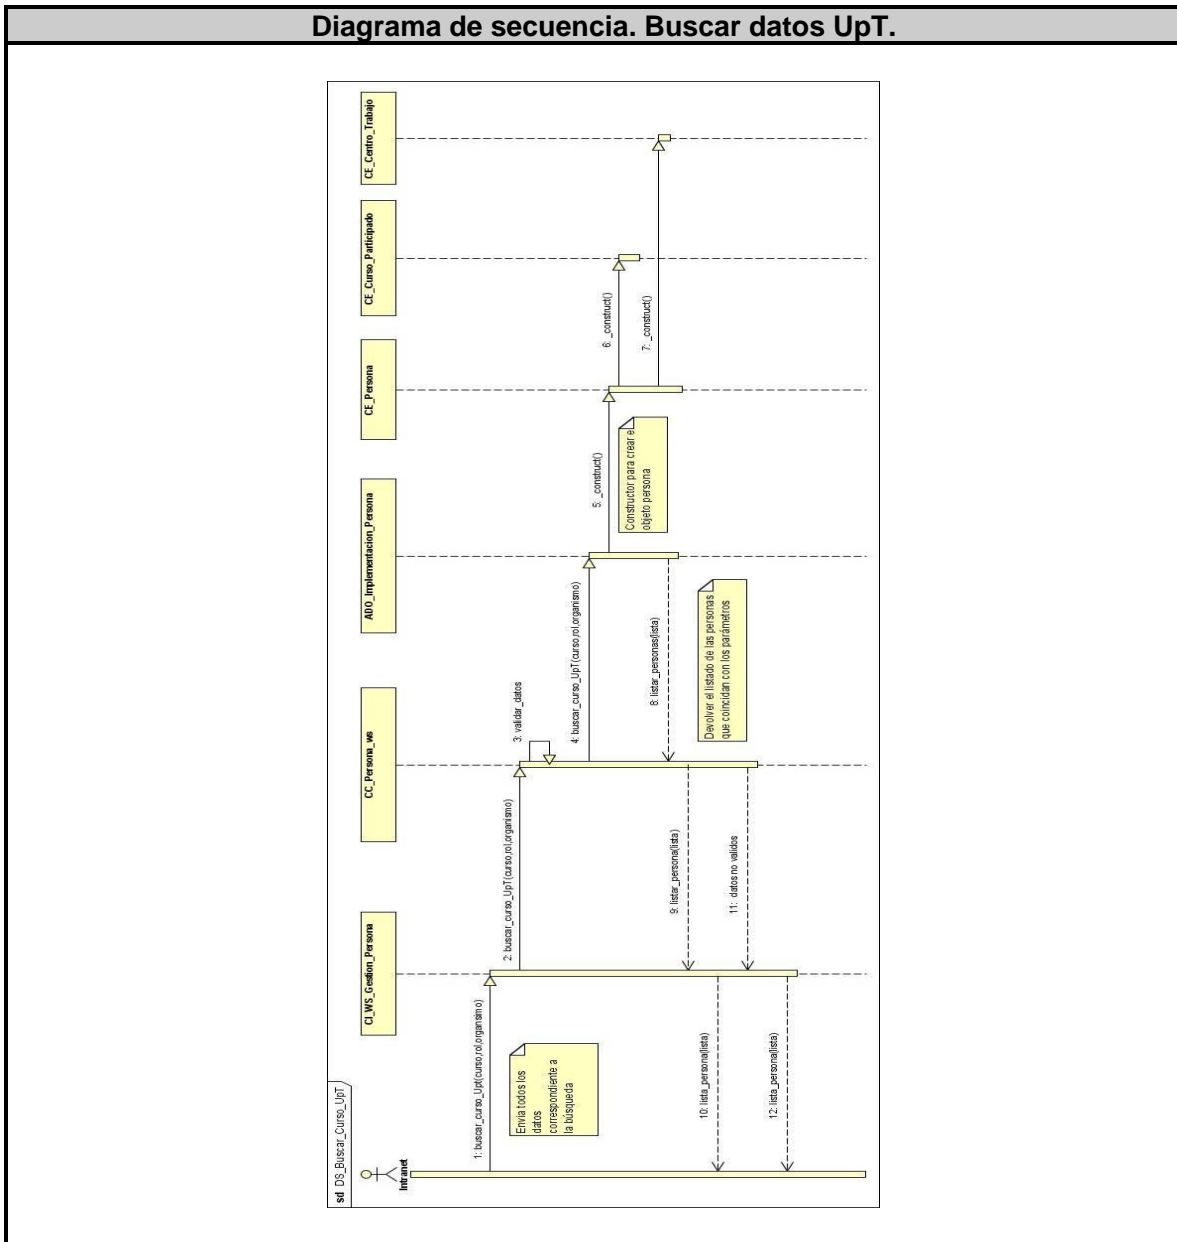 Diagrama de secuencia. Buscar datos UpT.
sd DS_Buscar_Curso_UpT
Intranet
CI_WS_Gestion_Persona
CC_Persona_ws
ADO_Implementacion_Persona
CE_Persona
CE_Curso_Participado
CE_Centro_Trabajo
1: buscar_curso_Upt(curso,rol,organsimo)
Envia todos los
datos
correspondiente a
la búsqueda
2: buscar_curso_UpT(curso,rol,organismo)
3: validar_datos
4: buscar_curso_UpT(curso,rol,organismo)
5: _construct()
Constructor para crear e
objeto persona
6: _construct()
7: _construct()
8: listar_personas(lista)
Devolver el listado de las personas
que coincidan con los parámetros
9: listar_persona(lista)
10: lista_persona(lista)
11: datos no validos
12: lista_persona(lista)